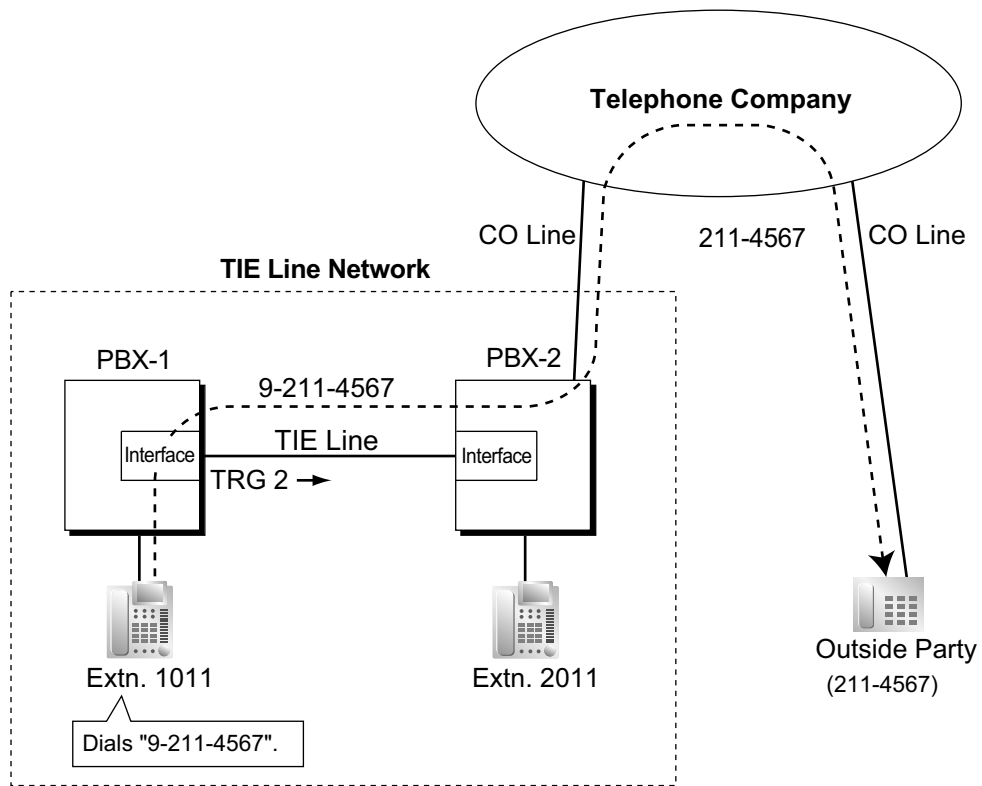 Telephone Company
CO Line
211-4567
CO Line
TIE Line Network
PBX-1
PBX-2
9-211-4567
Interface
TIE Line
Interface
TRG 2
Extn. 1011
Extn. 2011
Outside Party
(211-4567)
Dials "9-211-4567".